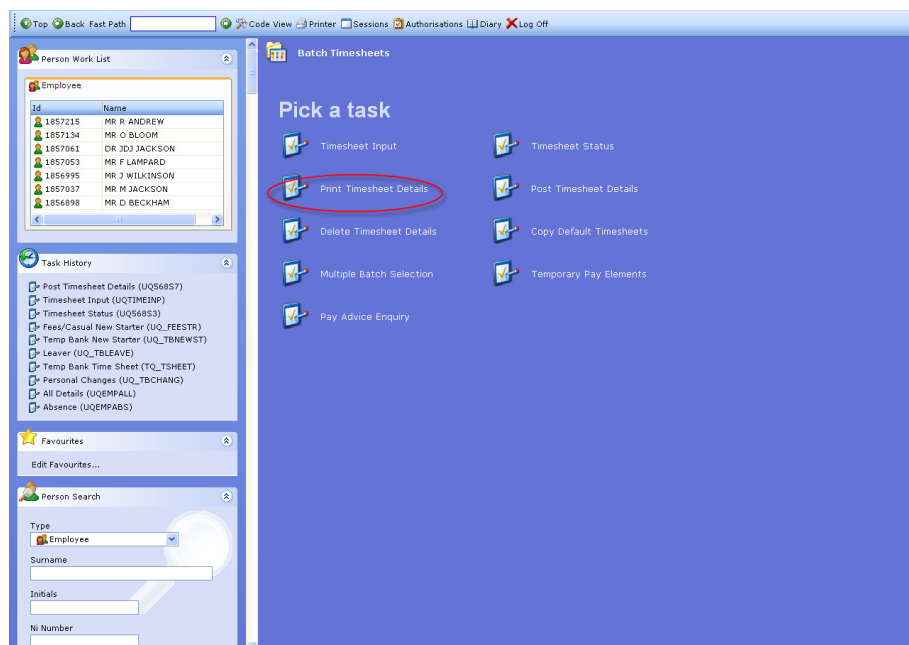 Top Back Fast Path Code View Printer Sessions Authorisations Diary Log Off
Person Work List
Employee
Id Name
1857215 MR R ANDREW
1857134 MR O BLOOM
1857061 DR JDJ JACKSON
1857053 MR F LAMPARD
1856995 MR J WILKINSON
1857037 MR M JACKSON
1856898 MR D BECKHAM
Task History
Post Timesheet Details (UQ568S7)
Timesheet Input (UQTIMEINP)
Timesheet Status (UQ568S3)
Fees/Casual New Starter (UQ_FEESTR)
Temp Bank New Starter (UQ_TBNEWST)
Leaver (UQ_TBLEAVE)
Temp Bank Time Sheet (TQ_TSHEET)
Personal Changes (UQ_TBCHANG)
All Details (UQEMPALL)
Absence (UQEMPABS)
Favourites
Edit Favourites...
Person Search
Type
Employee
Surname
Initials
Ni Number
Batch Timesheets
Pick a task
Timesheet Input Timesheet Status
Print Timesheet Details Post Timesheet Details
Delete Timesheet Details Copy Default Timesheets
Multiple Batch Selection Temporary Pay Elements
Pay Advice Enquiry